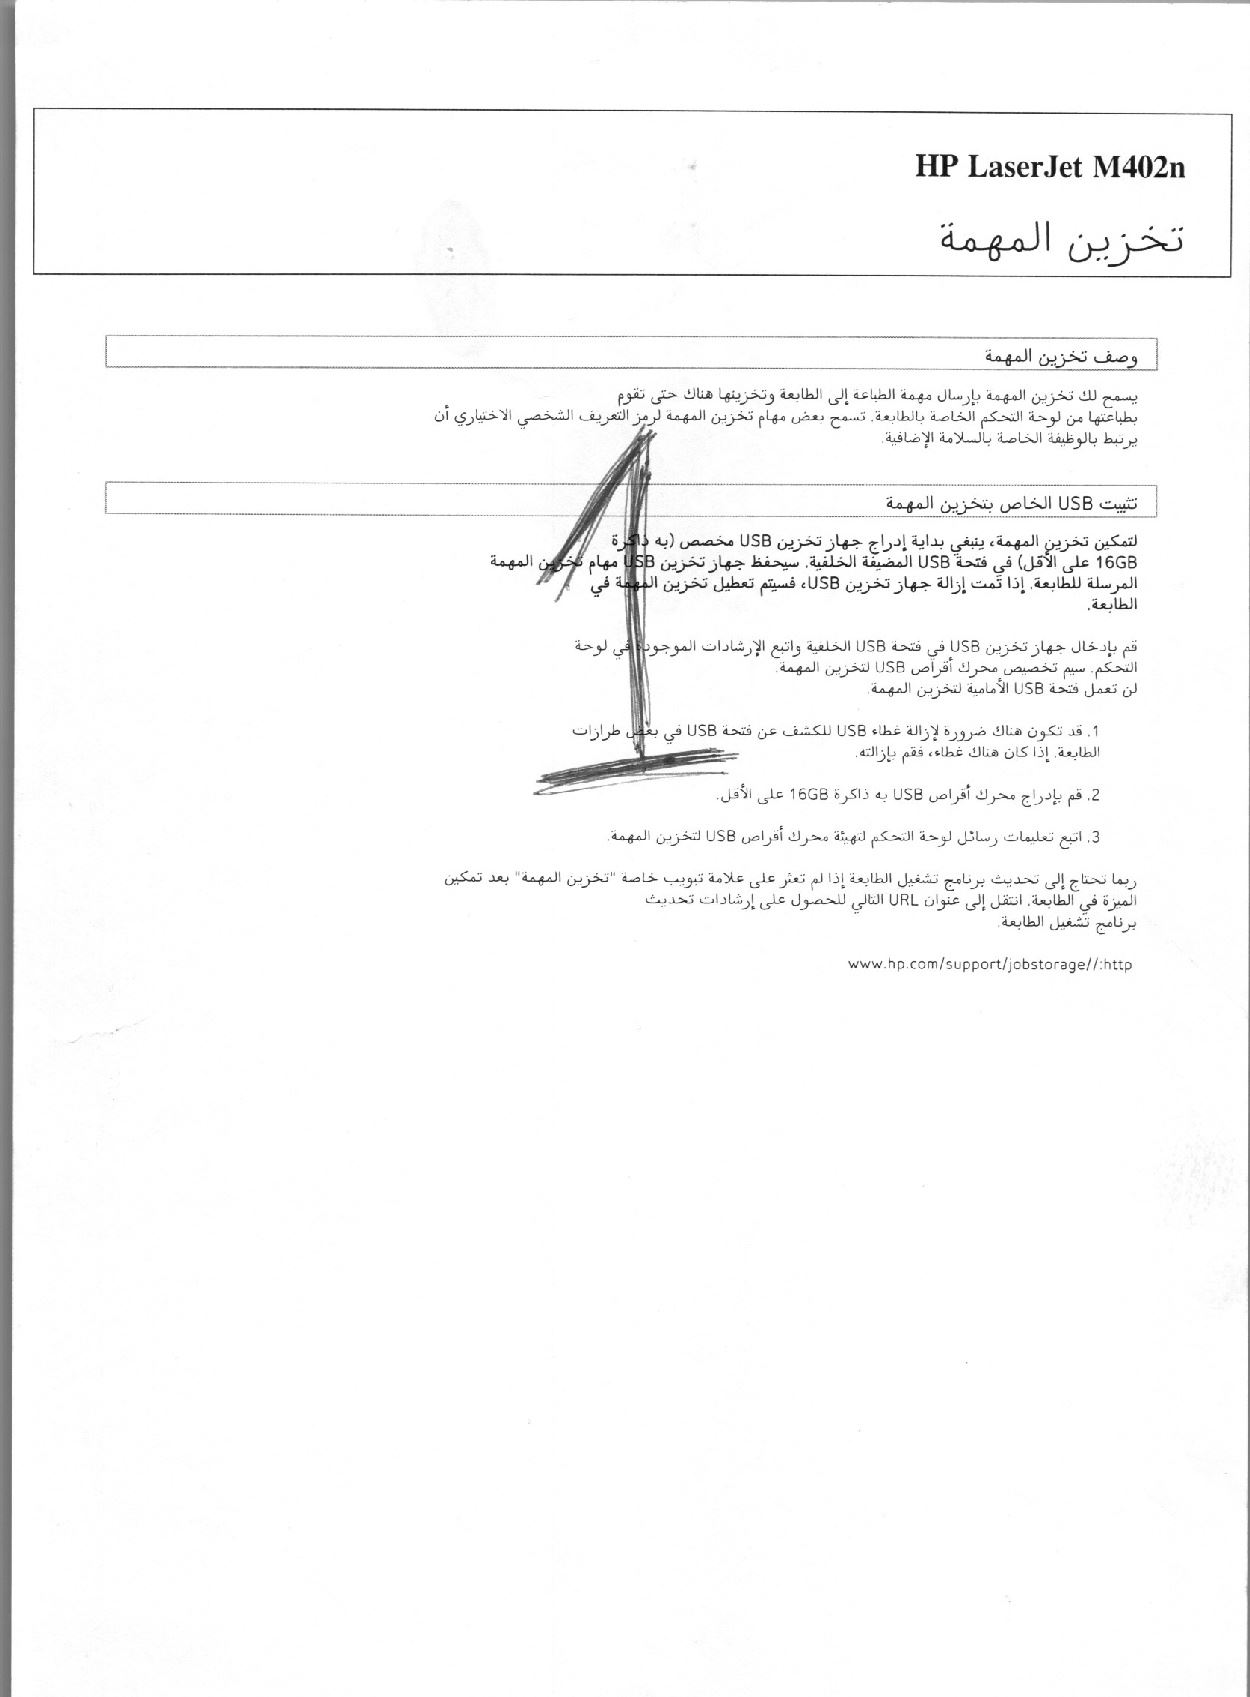 HP LaserJet M402n
تخزين المهمة
وصف تخزين المهمة
يسمح لك تخزين المهمة بإرسال مهمة الطباعة إلى الطابعة وتخزينها هناك حتى تقوم
بطباعتها من لوحة التحكم الخاصة بالطابعة. تسمح بعض مهام تخزين المهمة لرمز التعريف الشخصي الاختياري أن
يرتبط بالوظيفة الخاصة بالسلامة الإضافية.
تثبيت USB الخاص بتخزين المهمة
لتمكين تخزين المهمة، ينبغي بداية إدراج جهاز تخزين USB مخصص (به ذاكرة
16GB على الأقل) في فتحة USB المضيفة الخلفية. سيحفظ جهاز تخزين USB مهام تخزين المهمة
المرسلة للطابعة. إذا تمت إزالة جهاز تخزين USB، فسيتم تعطيل تخزين المهمة في
الطابعة.
قم بإدخال جهاز تخزين USB في فتحة USB الخلفية واتبع الإرشادات الموجودة في لوحة
التحكم. سيم تخصيص محرك أقراص USB لتخزين المهمة.
لن تعمل فتحة USB الأمامية لتخزين المهمة.
1. قد تكون هناك ضرورة لإزالة غطاء USB للكشف عن فتحة USB في بعض طرازات
الطابعة. إذا كان هناك غطاء، فقم بإزالته.
2. قم بإدراج محرك أقراص USB به ذاكرة 16GB على الأقل.
3. اتبع تعليمات رسائل لوحة التحكم لتهيئة محرك أقراص USB لتخزين المهمة.
ربما تحتاج إلى تحديث برنامج تشغيل الطابعة إذا لم تعثر على علامة تبويب خاصة "تخزين المهمة" بعد تمكين
الميزة في الطابعة. انتقل إلى عنوان URL التالي للحصول على إرشادات تحديث
برنامج تشغيل الطابعة.
www.hp.com/support/jobstorage//:http
1